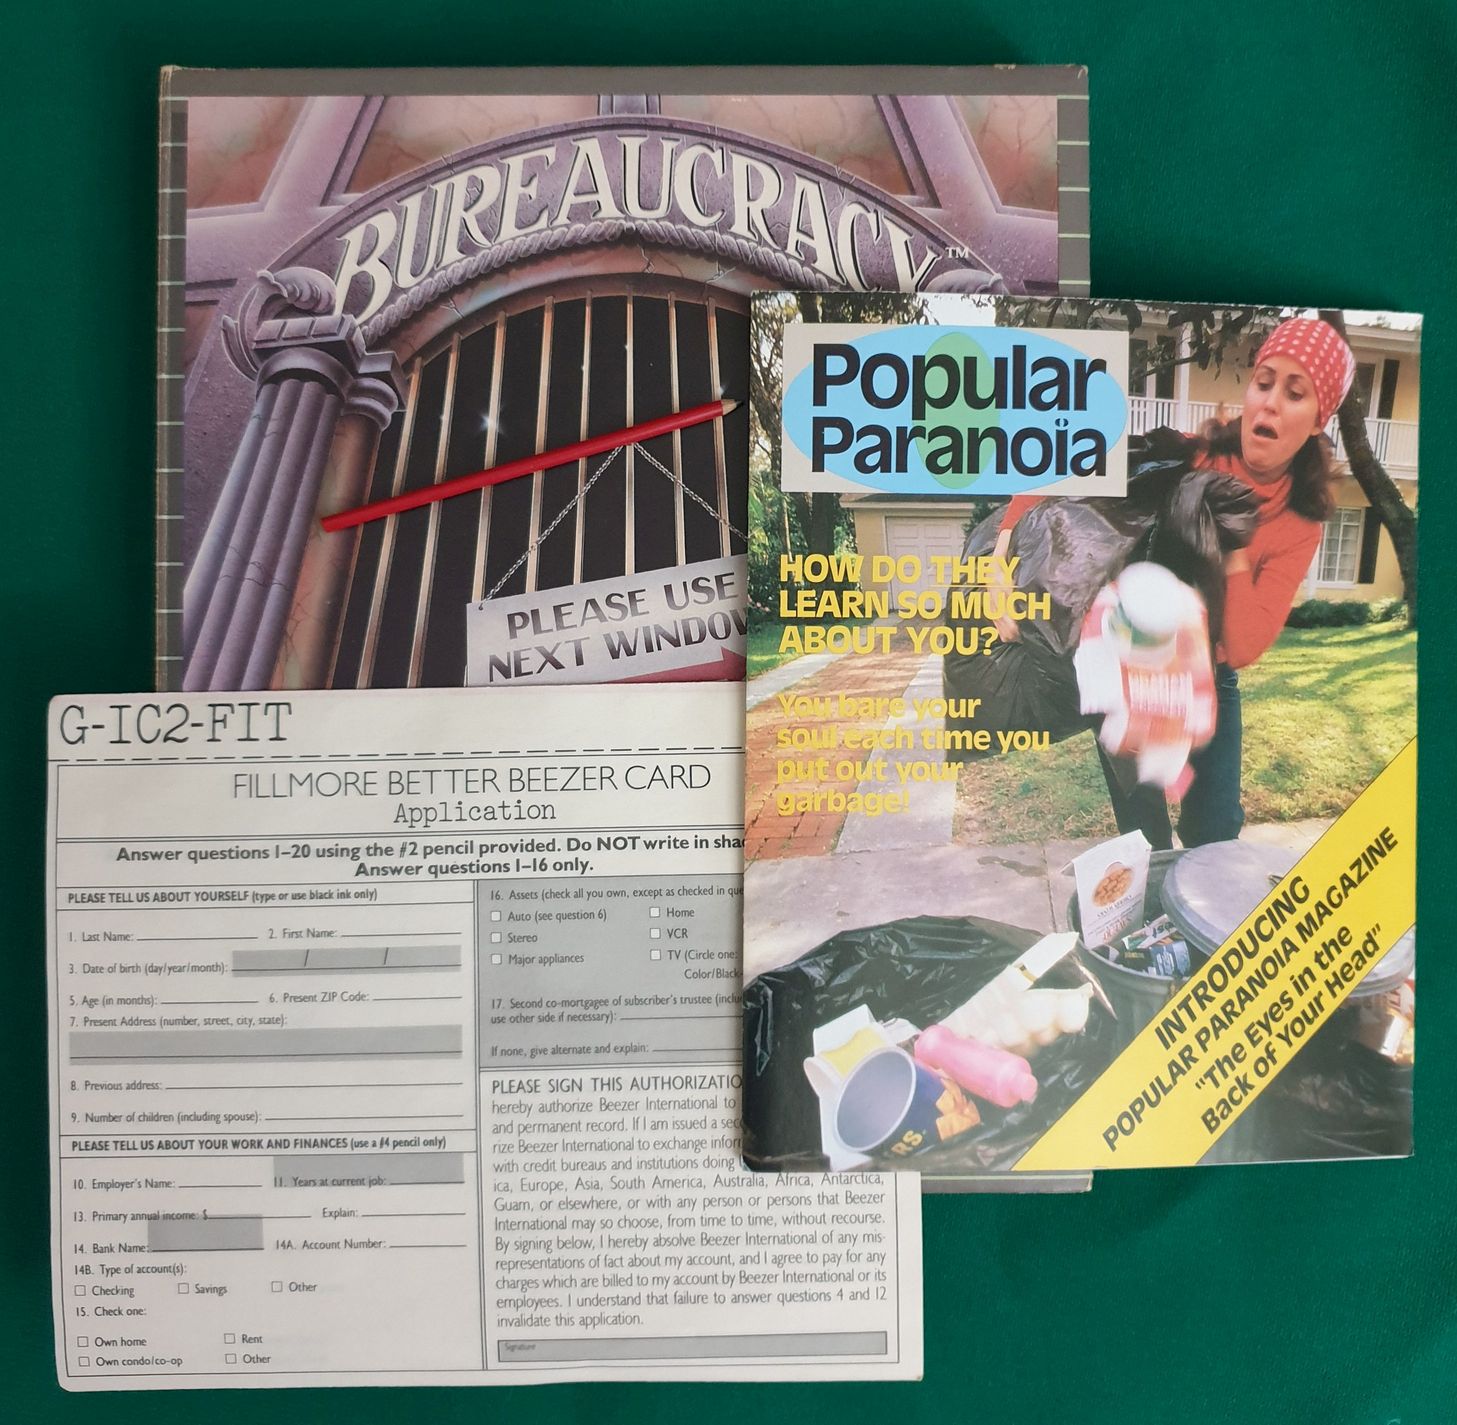 BUREAUCRACY™
PLEASE USE
NEXT WINDOW
Popular
Paranoia
HOW DO THEY
LEARN SO MUCH
ABOUT YOU?
You bare your
soul each time you
put out your
garbage!
INTRODUCING
POPULAR PARANOIA MAGAZINE
"The Eyes in the
Back of Your Head"
G-IC2-FIT
FILLMORE BETTER BEEZER CARD
Application
Answer questions 1–20 using the #2 pencil provided. Do NOT write in
Answer questions 1–16 only.
PLEASE TELL US ABOUT YOURSELF (type or use black ink only)
1. Last Name: 2. First Name:
3. Date of birth (day/year/month): / /
5. Age (in months): 6. Present ZIP Code:
7. Present Address (number, street, city, state):
8. Previous address:
9. Number of children (including spouse):
PLEASE TELL US ABOUT YOUR WORK AND FINANCES (use a #4 pencil only)
10. Employer's Name: 11. Years at current job:
13. Primary annual income: $ Explain:
14. Bank Name: 14A. Account Number:
14B. Type of account(s):
Checking Savings Other
15. Check one:
Own home Rent
Own condo/co-op Other
16. Assets (check all you own, except as checked in
Auto (see question 6) Home
Stereo VCR
Major appliances TV (Circle one:
Color/Black-
17. Second co-mortgagee of subscriber's trustee
use other side if necessary):
If none, give alternate and explain:
PLEASE SIGN THIS
hereby authorize Beezer International to
and permanent record. If I am issued a
rize Beezer International to exchange
with credit bureaus and institutions doing
ica, Europe, Asia, South America, Australia, Africa, Antarctica,
Guam, or elsewhere, or with any person or persons that Beezer
International may so choose, from time to time, without recourse.
By signing below, I hereby absolve Beezer International of any mis-
representations of fact about my account, and I agree to pay for any
charges which are billed to my account by Beezer International or its
employees. I understand that failure to answer questions 4 and 12
invalidate this application.
Signature